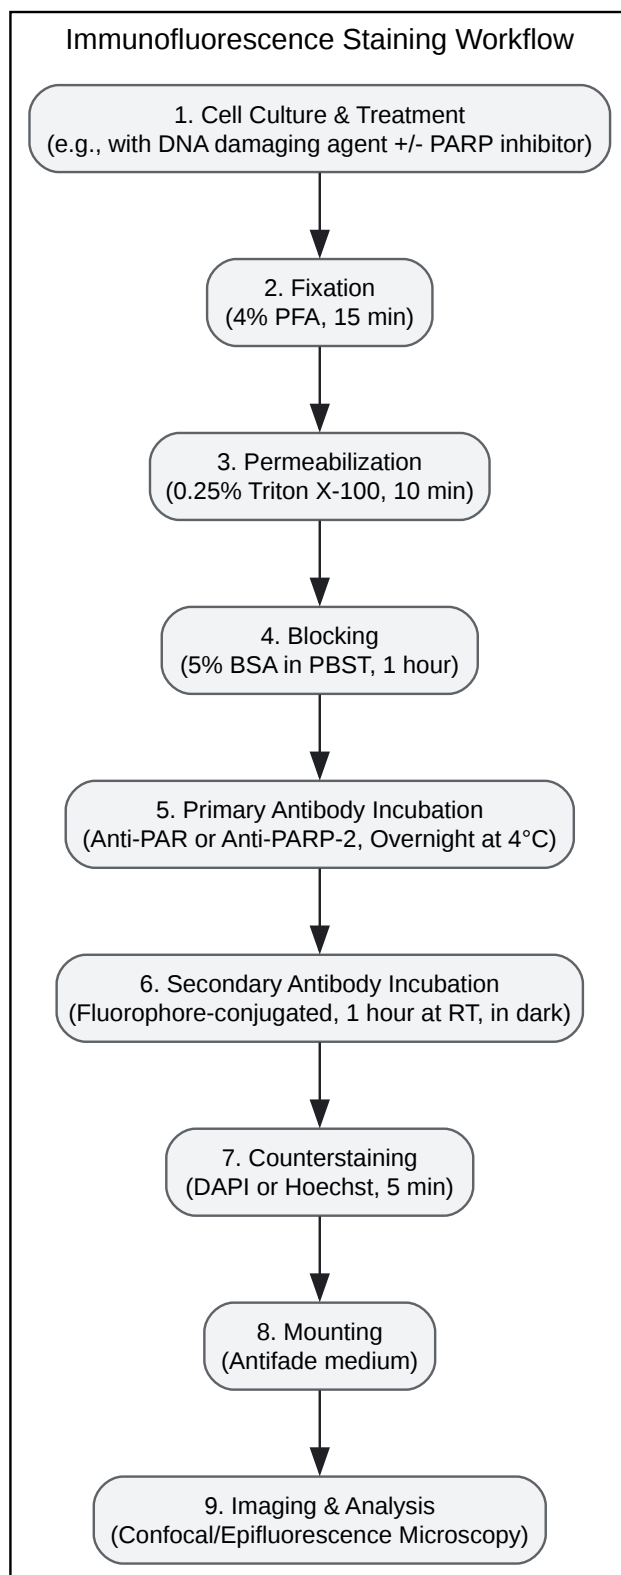 Immunofluorescence Staining Workflow
1. Cell Culture & Treatment
(e.g., with DNA damaging agent +/- PARP inhibitor)
2. Fixation
(4% PFA, 15 min)
3. Permeabilization
(0.25% Triton X-100, 10 min)
4. Blocking
(5% BSA in PBST, 1 hour)
5. Primary Antibody Incubation
(Anti-PAR or Anti-PARP-2, Overnight at 4°C)
6. Secondary Antibody Incubation
(Fluorophore-conjugated, 1 hour at RT, in dark)
7. Counterstaining
(DAPI or Hoechst, 5 min)
8. Mounting
(Antifade medium)
9. Imaging & Analysis
(Confocal/Epifluorescence Microscopy)